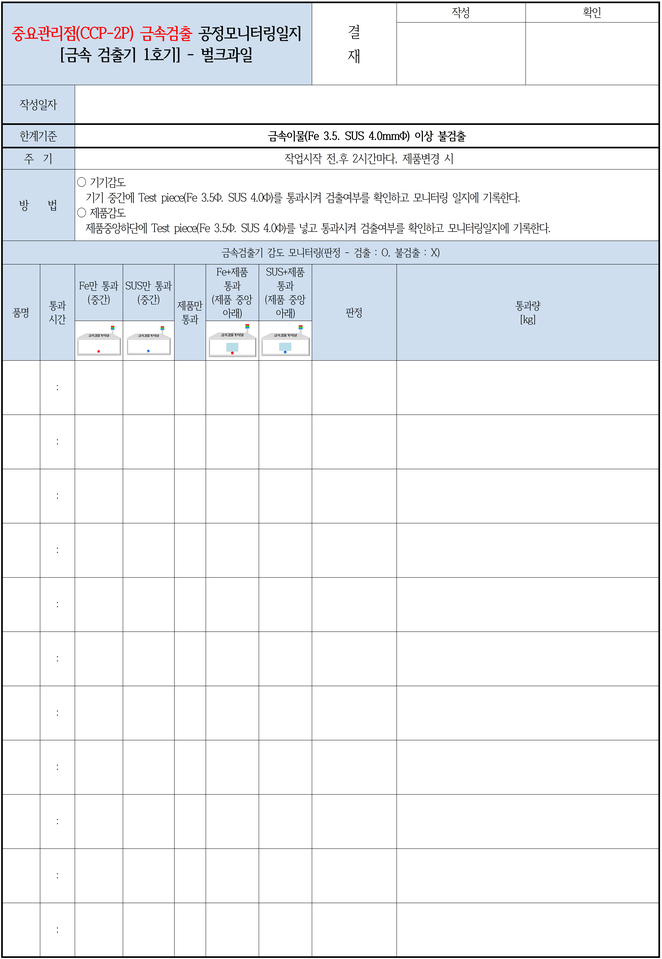 중요관리점(CCP-2P) 금속검출 공정모니터링일지
[금속 검출기 1호기] - 벌크과일
결
재
작성
확인
작성일자
한계기준
금속이물(Fe 3.5. SUS 4.0mmΦ) 이상 불검출
주 기
작업시작 전.후 2시간마다, 제품변경 시
방 법
○ 기기감도
기기 중간에 Test piece(Fe 3.5Φ. SUS 4.0Φ)를 통과시켜 검출여부를 확인하고 모니터링 일지에 기록한다.
○ 제품감도
제품중앙하단에 Test piece(Fe 3.5Φ. SUS 4.0Φ)를 넣고 통과시켜 검출여부를 확인하고 모니터링일지에 기록한다.
금속검출기 감도 모니터링(판정 - 검출 : O. 불검출 : X)
품명
통과
시간
Fe만 통과
(중간)
SUS만 통과
(중간)
제품만
통과
Fe+제품
통과
(제품 중앙
아래)
SUS+제품
통과
(제품 중앙
아래)
판정
통과량
[kg]
:
:
:
:
:
:
:
:
:
:
: